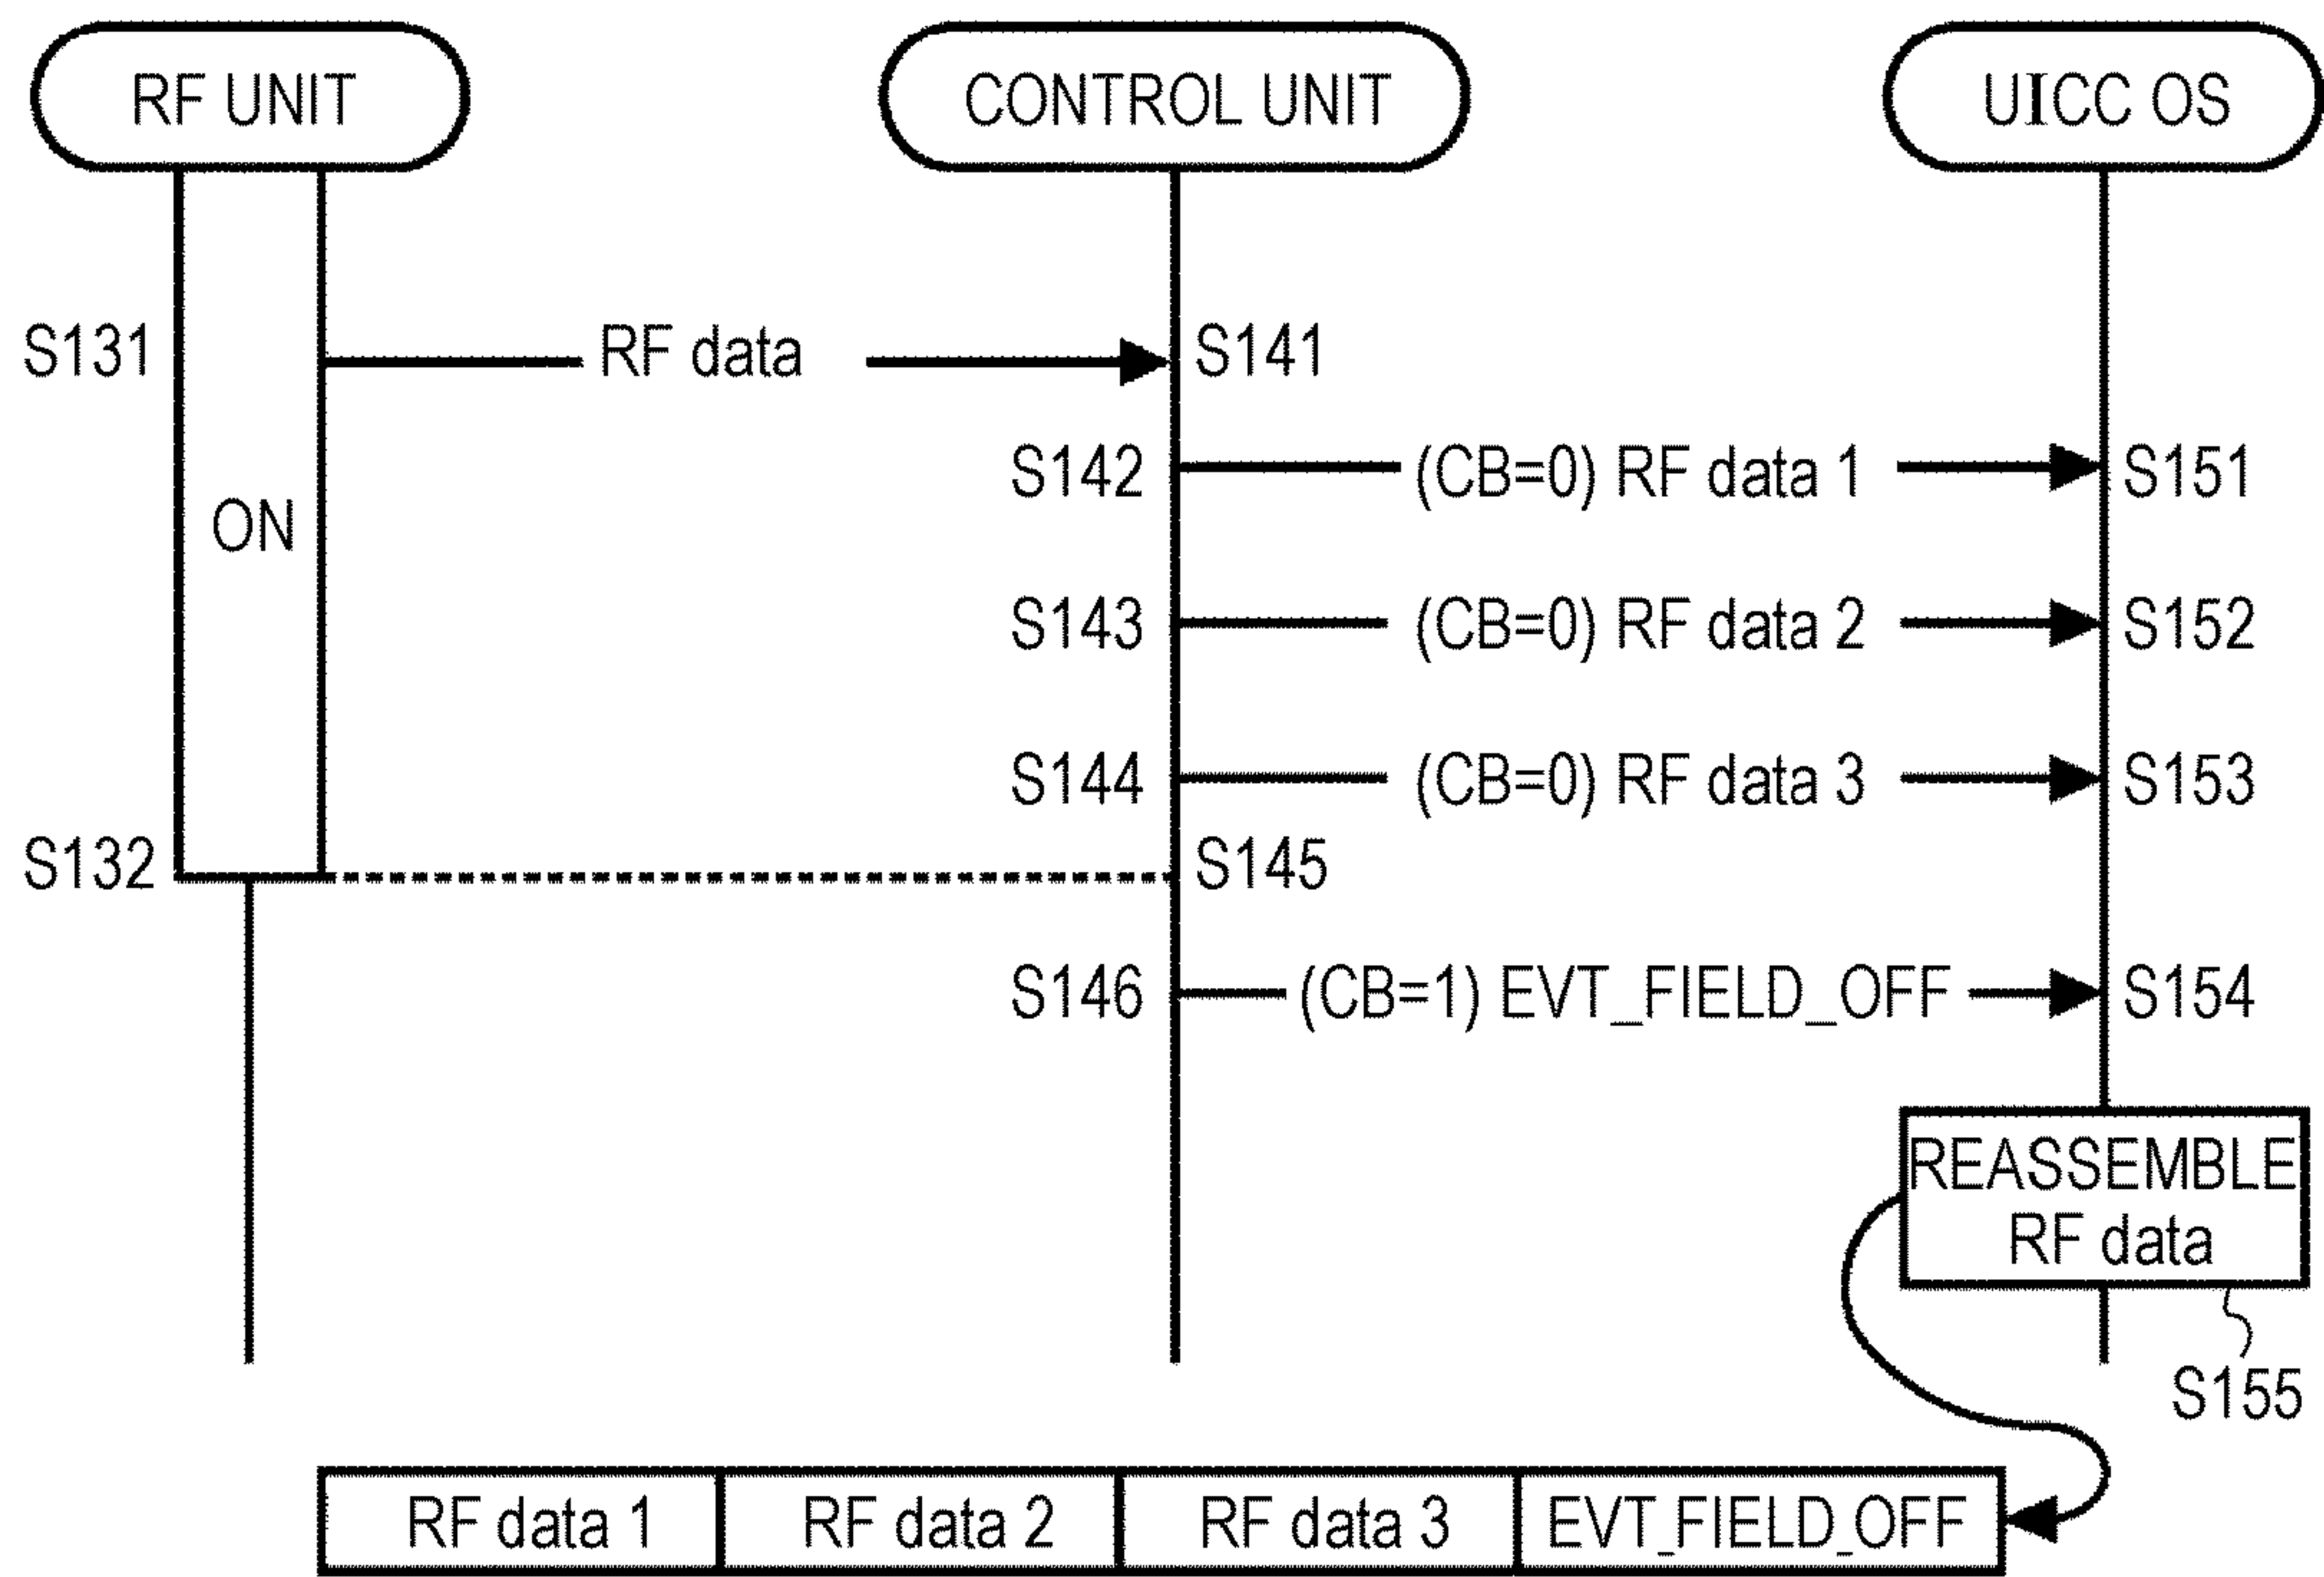 RF UNIT
CONTROL UNIT
UICC OS
S131
RF data
S141
S142
(CB=0) RF data 1
S151
ON
S143
(CB=0) RF data 2
S152
S144
(CB=0) RF data 3
S153
S132
S145
S146
(CB=1) EVT_FIELD_OFF
S154
REASSEMBLE
RF data
S155
RF data 1
RF data 2
RF data 3
EVT_FIELD_OFF